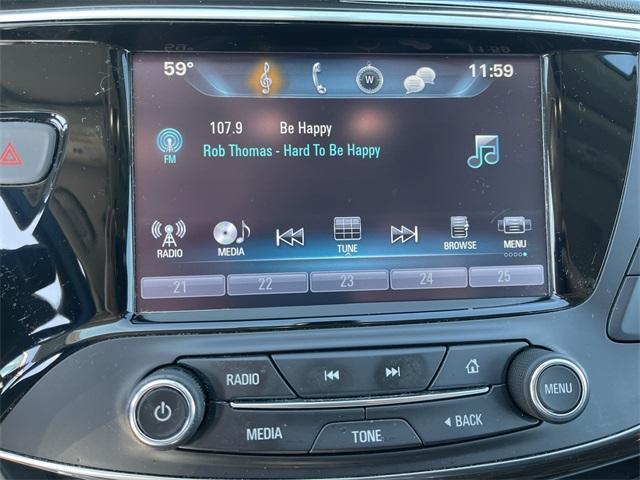 59° W 11:59
107.9 Be Happy
FM Rob Thomas - Hard To Be Happy
RADIO MEDIA TUNE BROWSE MENU
21 22 23 24 25
RADIO MENU
MEDIA TONE BACK